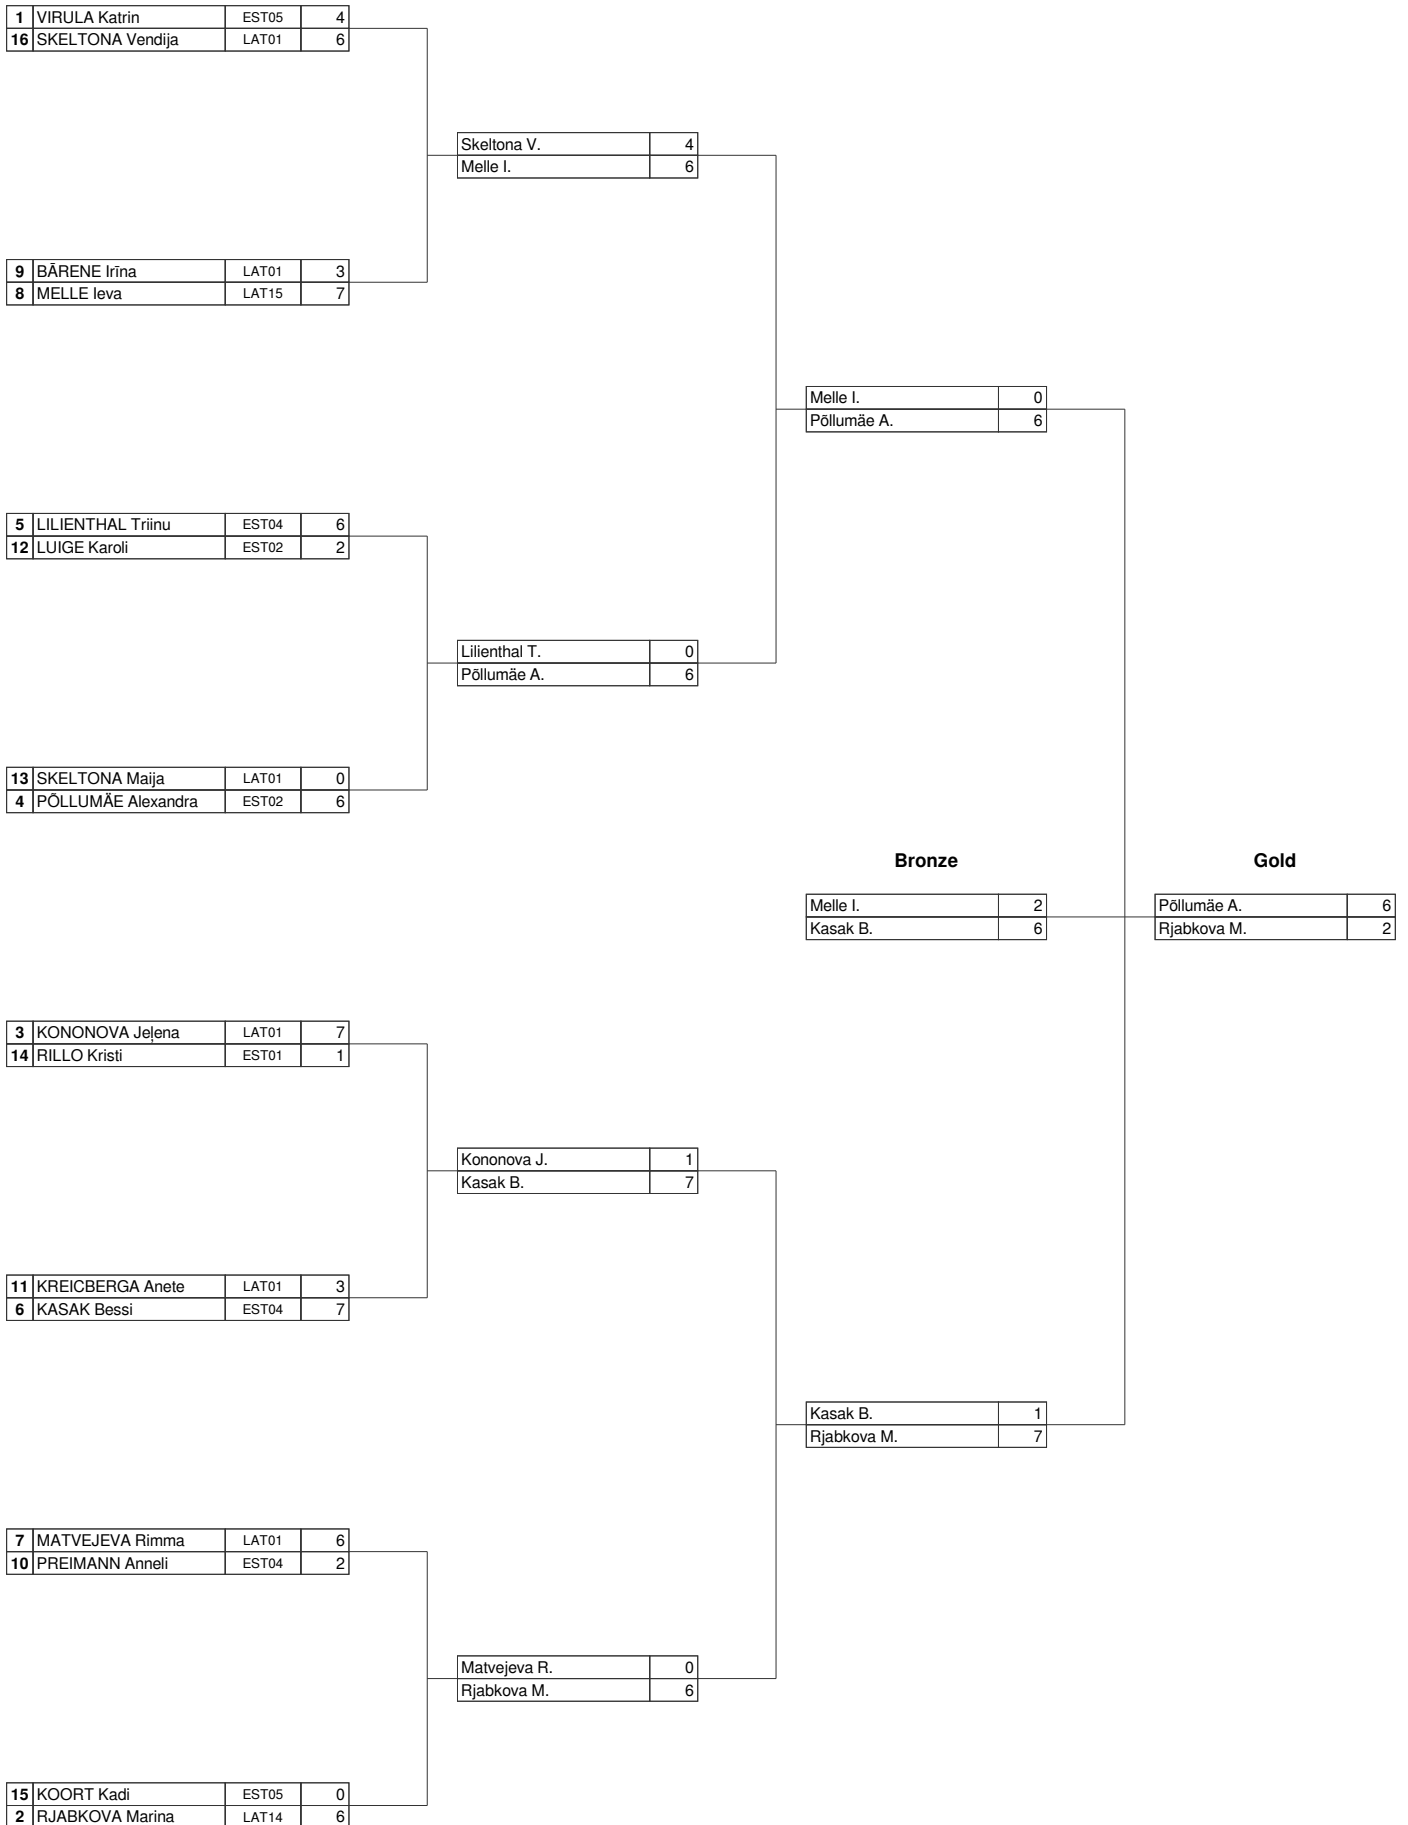 1 VIRULA Katrin EST05 4
16 SKELTONA Vendija LAT01 6
Skeltona V. 4
Melle I. 6
9 BĀRENE Irīna LAT01 3
8 MELLE Ieva LAT15 7
Melle I. 0
Põllumäe A. 6
5 LILIENTHAL Triinu EST04 6
12 LUIGE Karoli EST02 2
Lilienthal T. 0
Põllumäe A. 6
13 SKELTONA Maija LAT01 0
4 PÕLLUMÄE Alexandra EST02 6
Bronze Gold
Melle I. 2 Põllumäe A. 6
Kasak B. 6 Rjabkova M. 2
3 KONONOVA Jeļena LAT01 7
14 RILLO Kristi EST01 1
Kononova J. 1
Kasak B. 7
11 KREICBERGA Anete LAT01 3
6 KASAK Bessi EST04 7
Kasak B. 1
Rjabkova M. 7
7 MATVEJEVA Rimma LAT01 6
10 PREIMANN Anneli EST04 2
Matvejeva R. 0
Rjabkova M. 6
15 KOORT Kadi EST05 0
2 RJABKOVA Marina LAT14 6